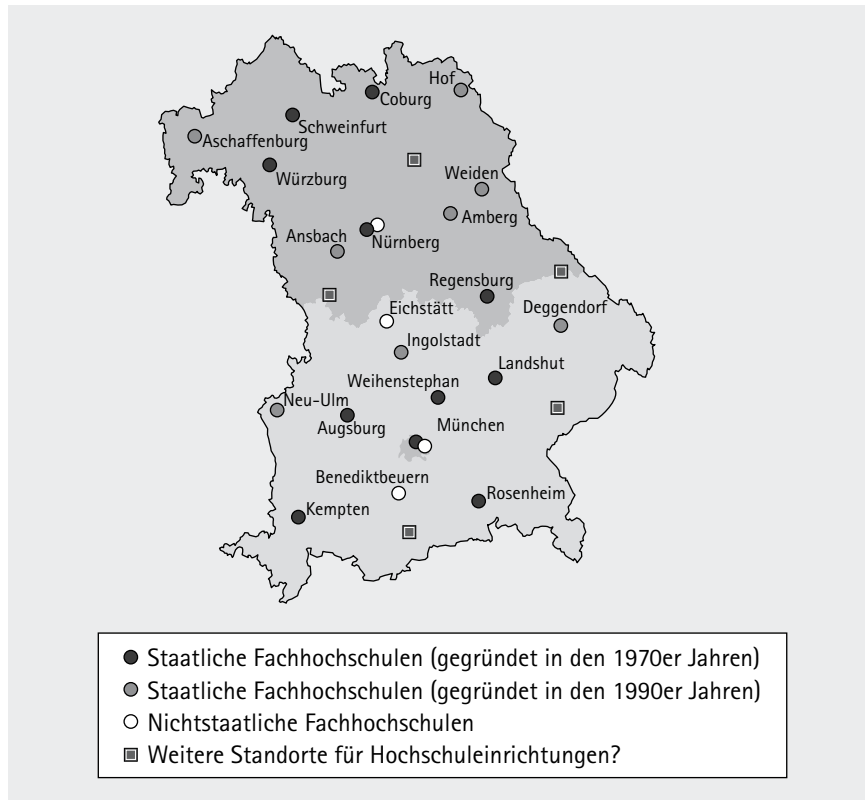 Hof
Coburg
Schweinfurt
Aschaffenburg
Würzburg
Weiden
Amberg
Ansbach
Nürnberg
Regensburg
Eichstätt
Deggendorf
Ingolstadt
Landshut
Weihenstephan
Neu-Ulm
Augsburg
München
Benediktbeuern
Rosenheim
Kempten
Staatliche Fachhochschulen (gegründet in den 1970er Jahren)
Staatliche Fachhochschulen (gegründet in den 1990er Jahren)
Nichtstaatliche Fachhochschulen
Weitere Standorte für Hochschuleinrichtungen?